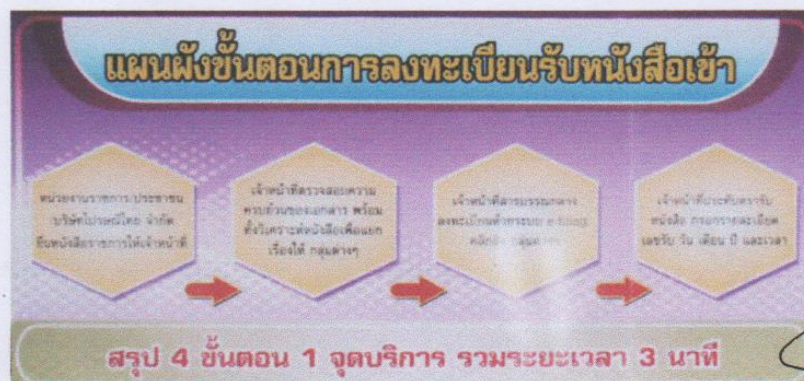 แผนผังขั้นตอนการลงทะเบียนรับหนังสือเข้า
หน่วยงานราชการ/ประชาชน
บริษัทไปรษณีย์ไทย จำกัด
ยื่นหนังสือราชการให้เจ้าหน้าที่
เจ้าหน้าที่ตรวจสอบความ
ครบถ้วนของเอกสาร พร้อม
ทั้งวิเคราะห์หนังสือเพื่อแยก
เรื่องให้ กลุ่มต่างๆ
เจ้าหน้าที่สารบรรณกลาง
ลงทะเบียนด้วยระบบ
เจ้าหน้าที่ประทับตรารับ
หนังสือ กรอกรายละเอียด
เลขรับ วัน เดือน ปี และเวลา
สรุป 4 ขั้นตอน 1 จุดบริการ รวมระยะเวลา 3 นาที